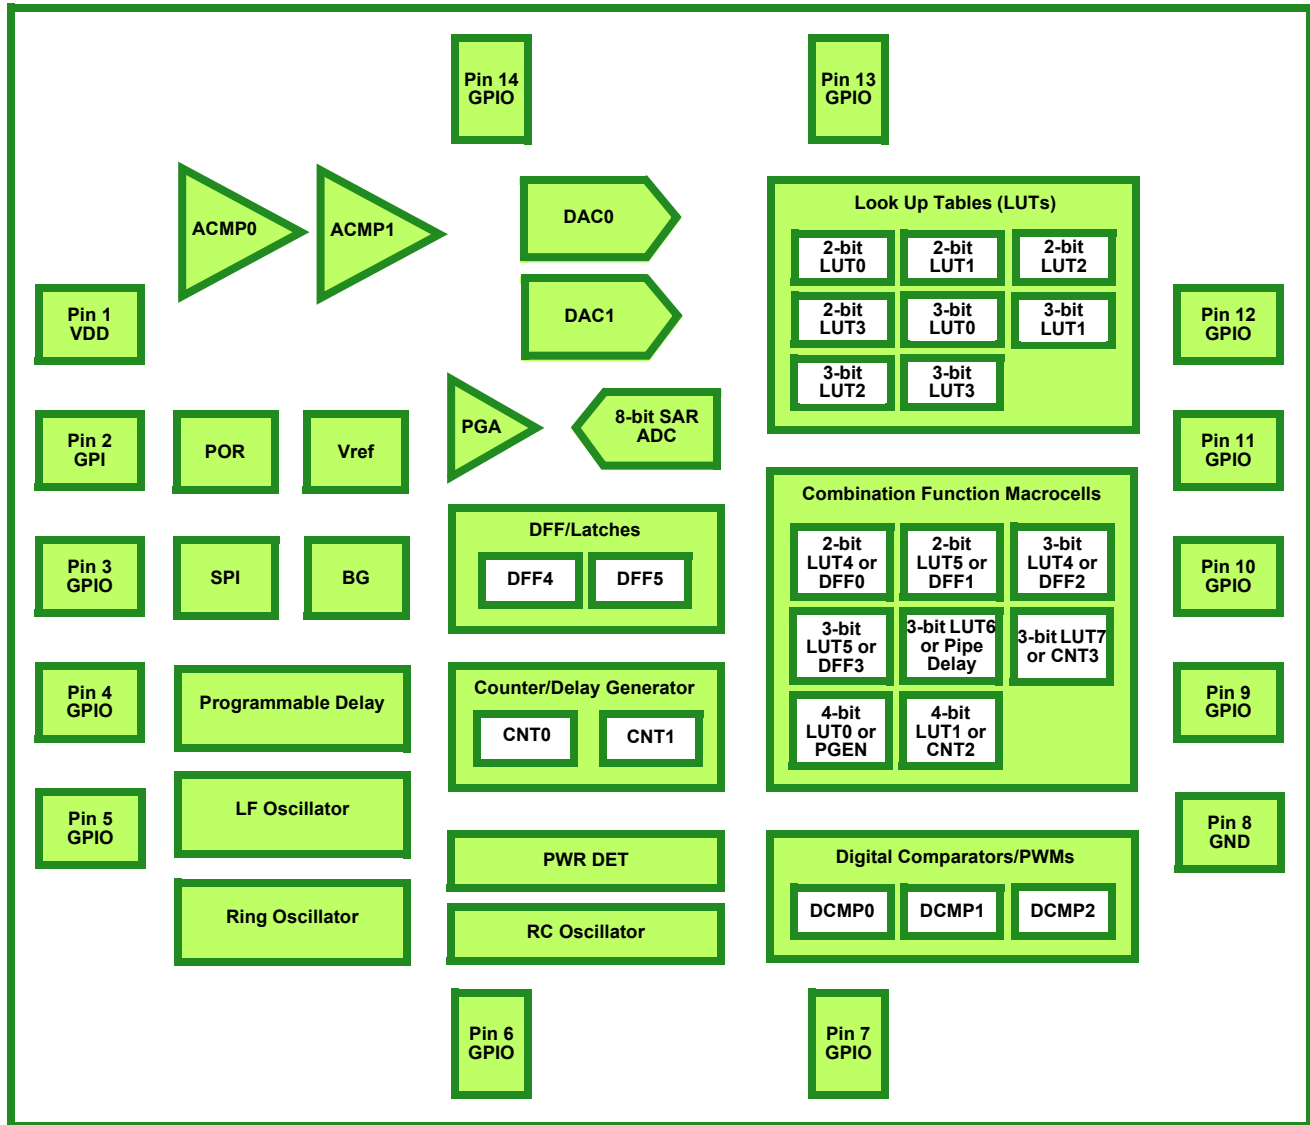 Pin 14
GPIO
Pin 13
GPIO
ACMP0
ACMP1
DAC0
DAC1
Look Up Tables (LUTs)
2-bit
LUT0
2-bit
LUT1
2-bit
LUT2
2-bit
LUT3
3-bit
LUT0
3-bit
LUT1
3-bit
LUT2
3-bit
LUT3
Pin 1
VDD
Pin 12
GPIO
Pin 2
GPI
POR
Vref
PGA
8-bit SAR
ADC
Pin 11
GPIO
Pin 3
GPIO
SPI
BG
DFF/Latches
DFF4
DFF5
Combination Function Macrocells
2-bit
LUT4 or
DFF0
2-bit
LUT5 or
DFF1
3-bit
LUT4 or
DFF2
3-bit
LUT5 or
DFF3
3-bit LUT6
or Pipe
Delay
3-bit LUT7
or CNT3
4-bit
LUT0 or
PGEN
4-bit
LUT1 or
CNT2
Pin 10
GPIO
Pin 4
GPIO
Programmable Delay
Counter/Delay Generator
CNT0
CNT1
Pin 9
GPIO
Pin 5
GPIO
LF Oscillator
Ring Oscillator
PWR DET
RC Oscillator
Digital Comparators/PWMs
DCMP0
DCMP1
DCMP2
Pin 8
GND
Pin 6
GPIO
Pin 7
GPIO